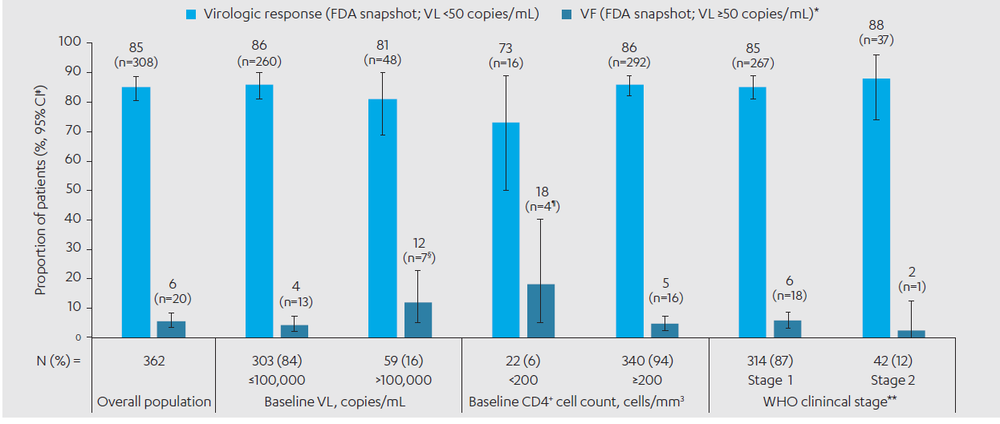 Virologic response (FDA snapshot; VL <50 copies/mL) VF (FDA snapshot; VL ≥50 copies/mL)*
Proportion of patients (%, 95% CI‡)
100
90
80
70
60
50
40
30
20
10
0
85
(n=308)
6
(n=20)
86
(n=260)
4
(n=13)
81
(n=48)
12
(n=7§)
73
(n=16)
18
(n=4¶)
86
(n=292)
5
(n=16)
85
(n=267)
6
(n=18)
88
(n=37)
2
(n=1)
N (%) = 362 303 (84) 59 (16) 22 (6) 340 (94) 314 (87) 42 (12)
≤100,000 >100,000 <200 ≥200 Stage 1 Stage 2
Overall population Baseline VL, copies/mL Baseline CD4⁺ cell count, cells/mm³ WHO clinincal stage**